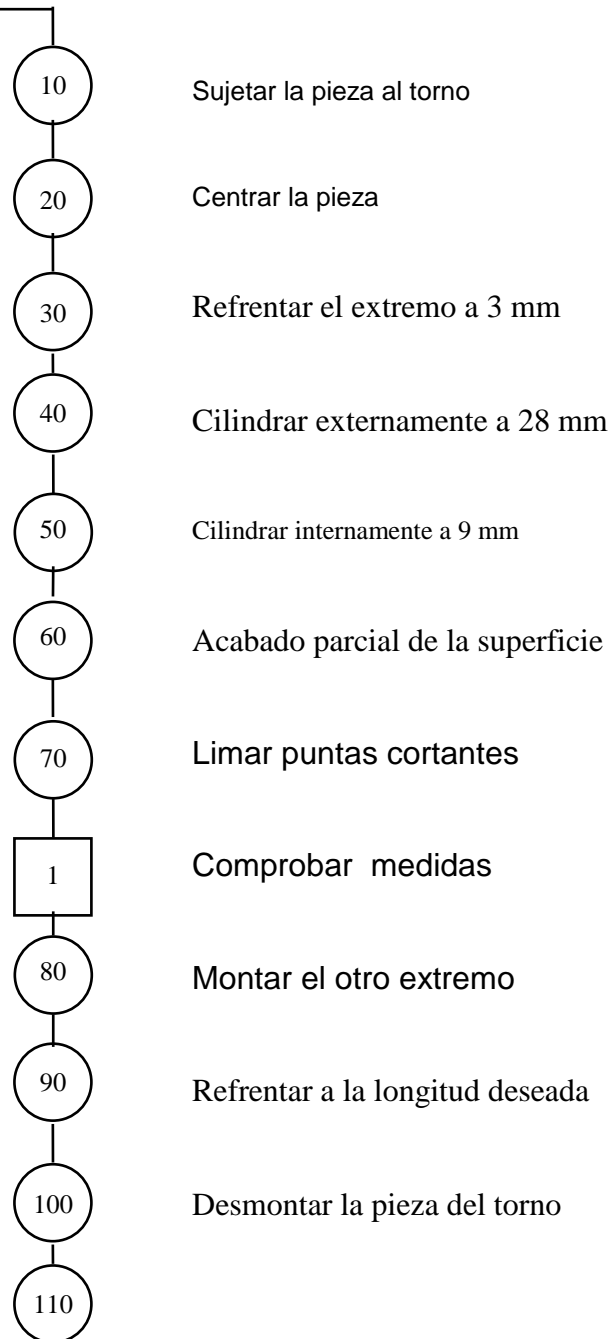 10 Sujetar la pieza al torno
20 Centrar la pieza
30 Refrentar el extremo a 3 mm
40 Cilindrar externamente a 28 mm
50 Cilindrar internamente a 9 mm
60 Acabado parcial de la superficie
70 Limar puntas cortantes
1 Comprobar medidas
80 Montar el otro extremo
90 Refrentar a la longitud deseada
100 Desmontar la pieza del torno
110